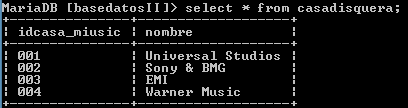 MariaDB [basedatosII]> select * from casadisquera;
+---------------+-------------------+
| idcasa_miusic | nombre            |
+---------------+-------------------+
| 001           | Universal Studios |
| 002           | Sony & BMG        |
| 003           | EMI               |
| 004           | Warner Music      |
+---------------+-------------------+